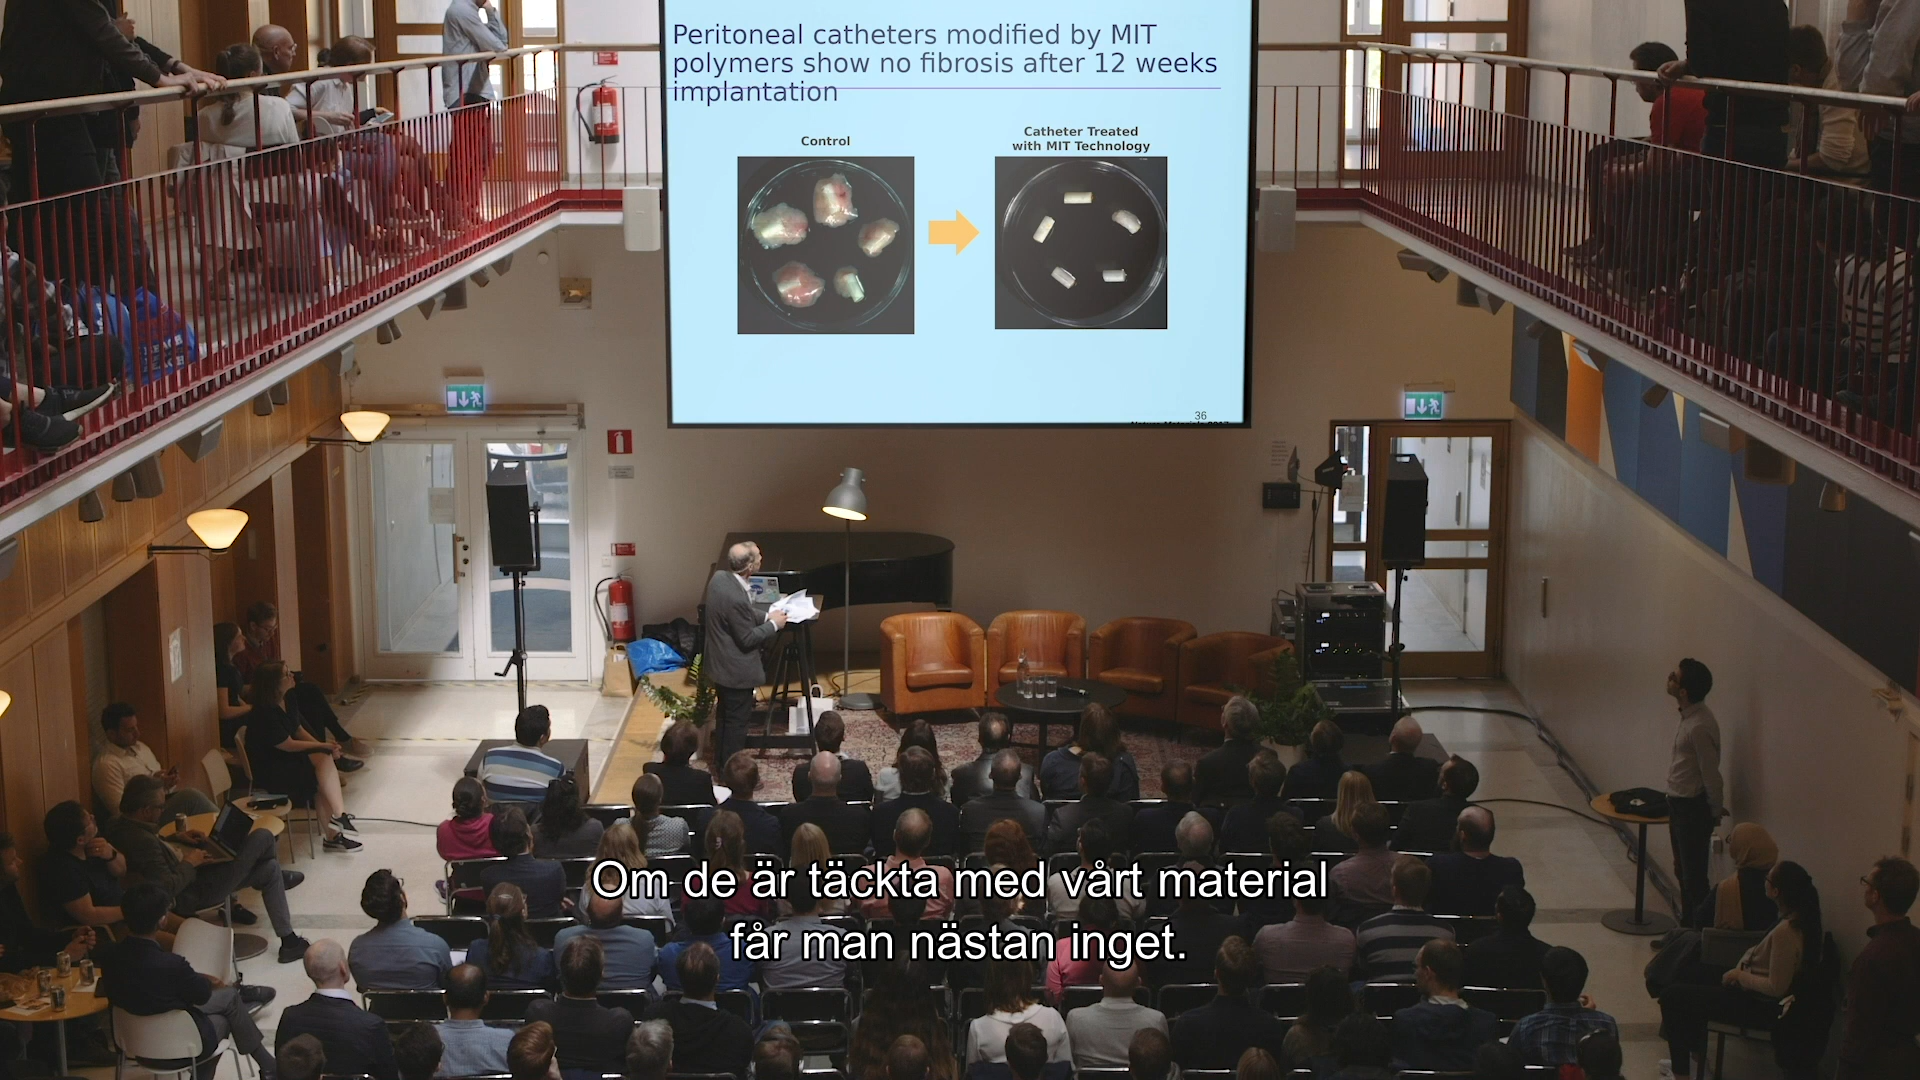 Peritoneal catheters modified by MIT
polymers show no fibrosis after 12 weeks
implantation
Control
Catheter Treated
with MIT Technology
36
Om de är täckta med vårt material
får man nästan inget.